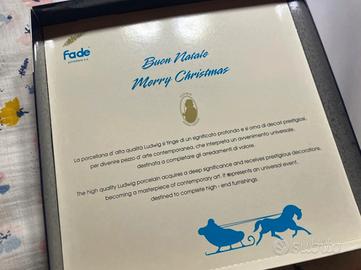 fade
Buon Natale
Merry Christmas
La porcellana d' alta qualità Ludwig si tinge di un significato profondo e si orna di decori prestigiosi,
per divenire pezzo d' arte contemporanea, che interpreta un avvenimento universale,
destinata a completare gli arredamenti di valore.
The high quality Ludwig porcelain acquires a deep significance and receives prestigious decorations,
becoming a masterpiece of contemporary art. It represents an universal event,
destined to complete high - end furnishings.
subito